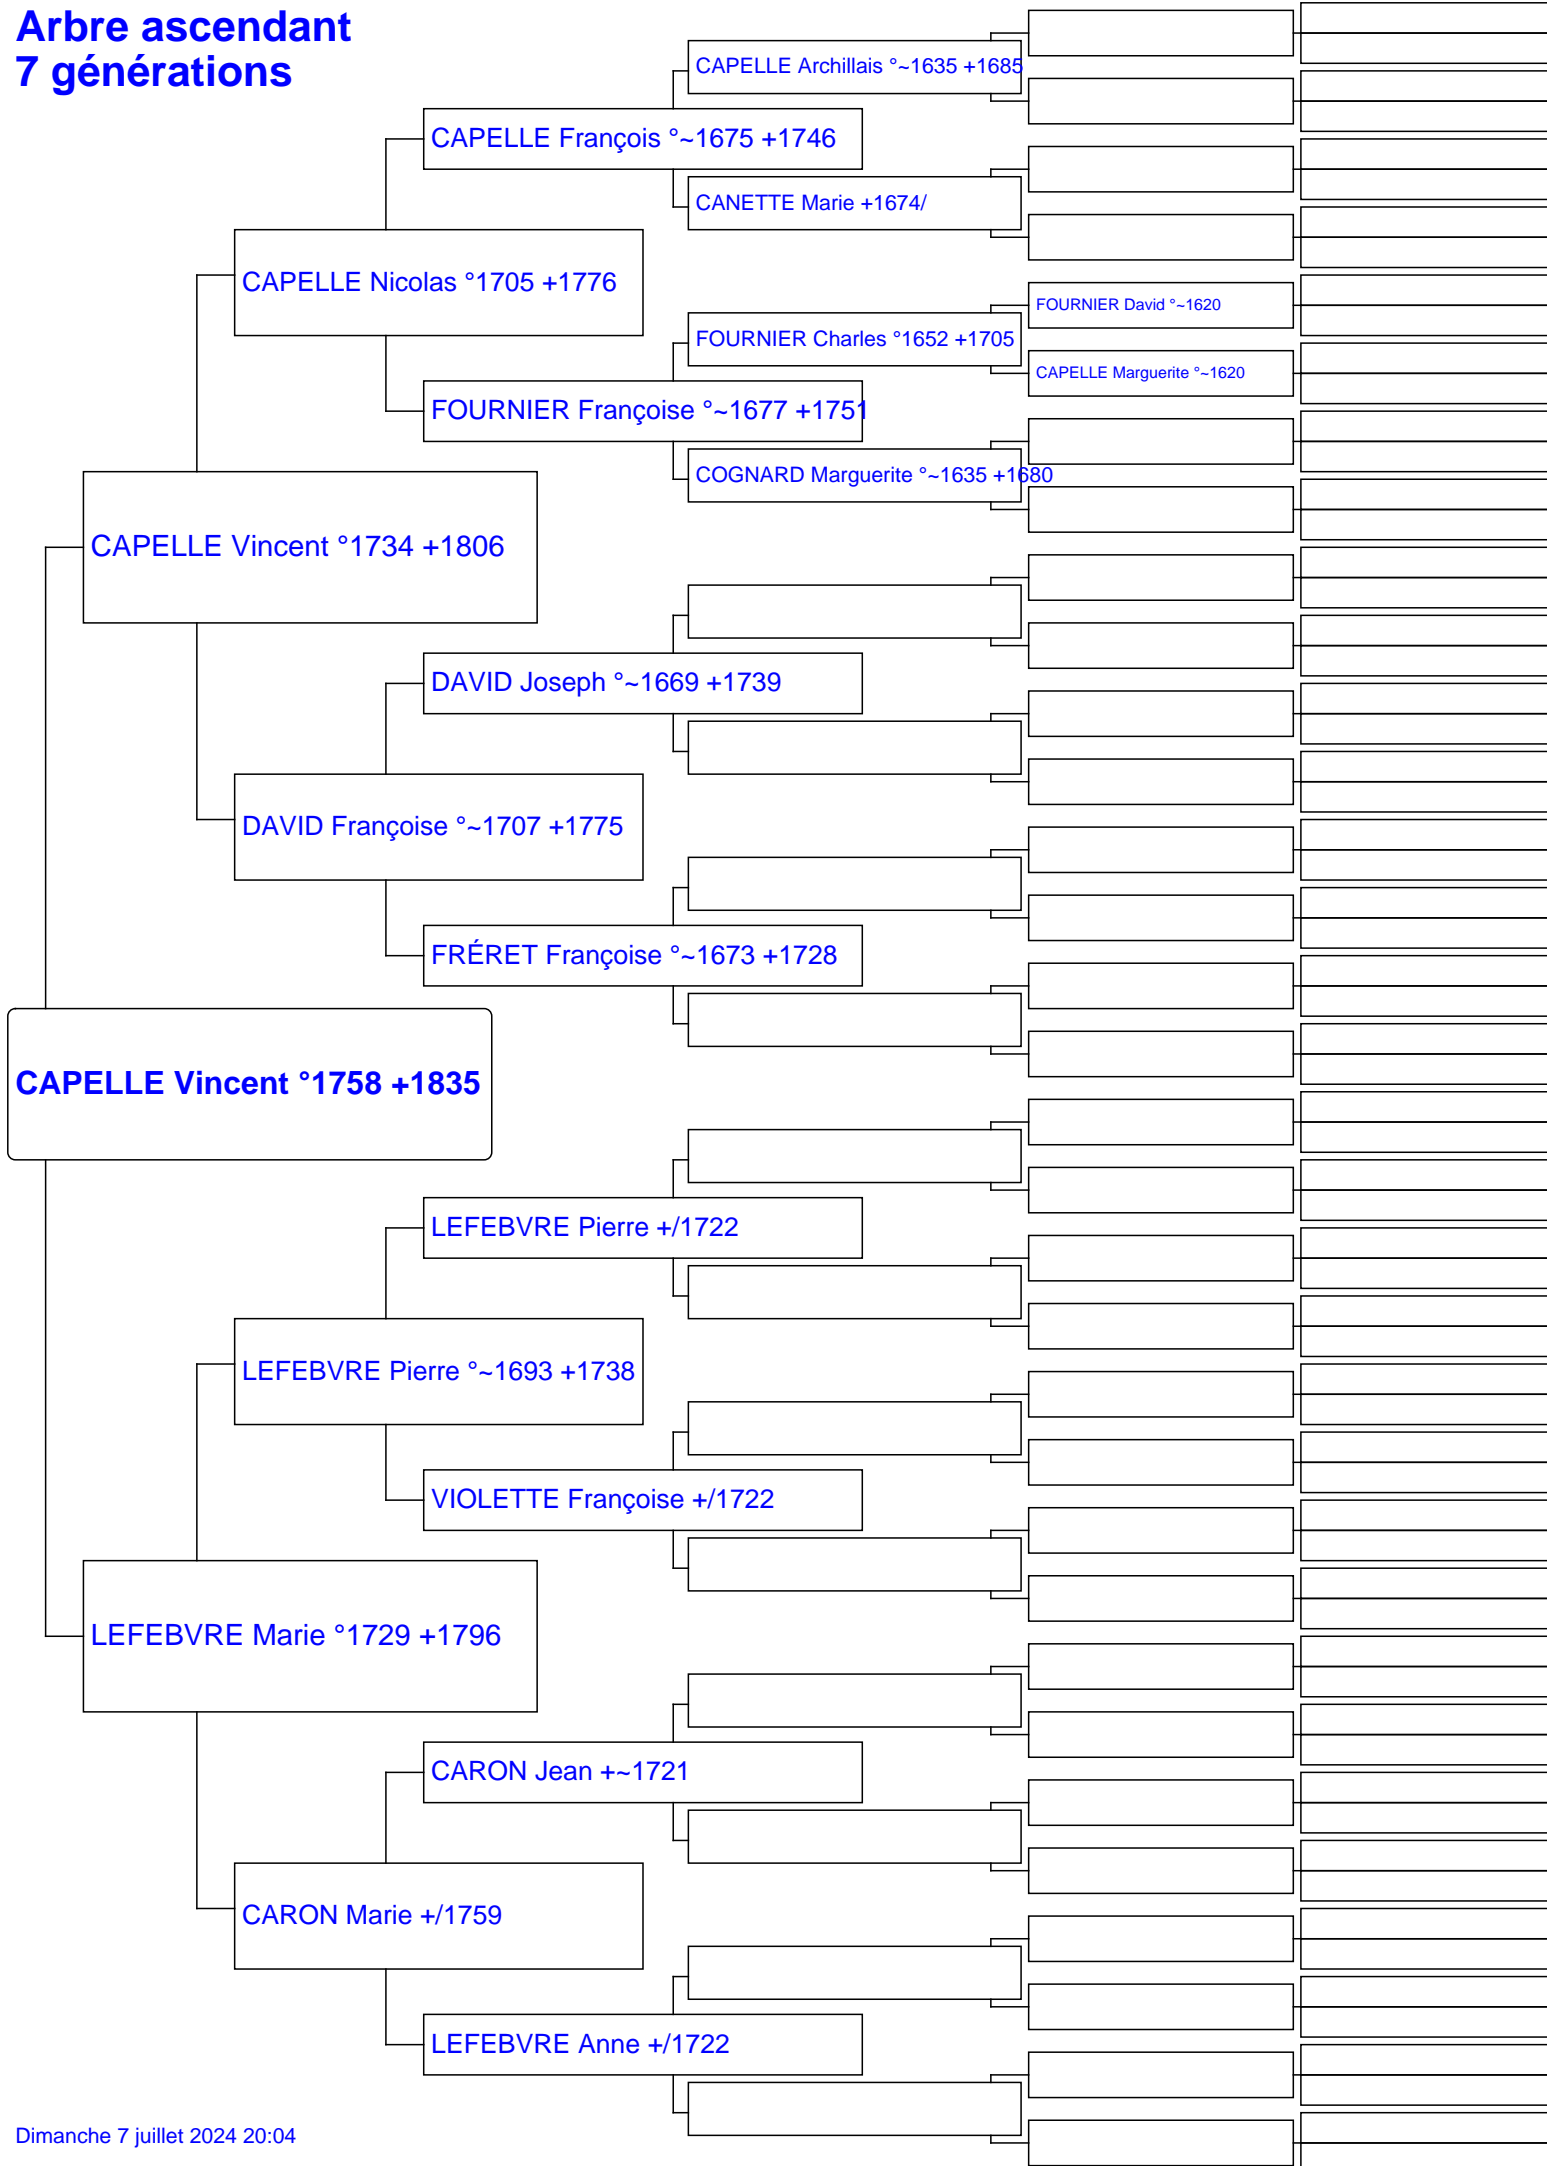 Arbre ascendant
7 générations
CAPELLE Archillais °~1635 +1685
CAPELLE François °~1675 +1746
CANETTE Marie +1674/
CAPELLE Nicolas °1705 +1776
FOURNIER David °~1620
FOURNIER Charles °1652 +1705
CAPELLE Marguerite °~1620
FOURNIER Françoise °~1677 +1751
COGNARD Marguerite °~1635 +1680
CAPELLE Vincent °1734 +1806
DAVID Joseph °~1669 +1739
DAVID Françoise °~1707 +1775
FRÉRET Françoise °~1673 +1728
CAPELLE Vincent °1758 +1835
LEFEBVRE Pierre +/1722
LEFEBVRE Pierre °~1693 +1738
VIOLETTE Françoise +/1722
LEFEBVRE Marie °1729 +1796
CARON Jean +~1721
CARON Marie +/1759
LEFEBVRE Anne +/1722
Dimanche 7 juillet 2024 20:04